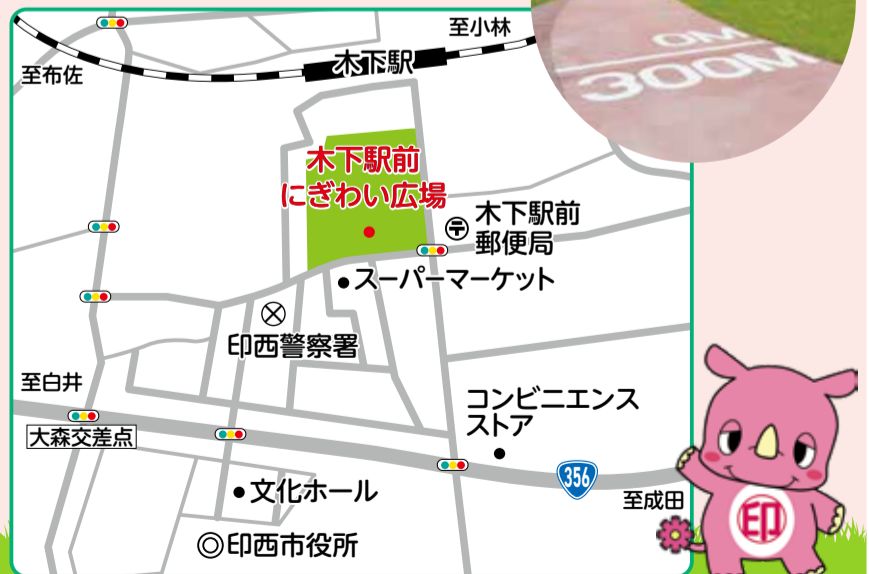 至小林
木下駅
至布佐
0M
300M
木下駅前
にぎわい広場
木下駅前
郵便局
スーパーマーケット
印西警察署
至白井
大森交差点
コンビニエンス
ストア
356
至成田
文化ホール
印西市役所
印